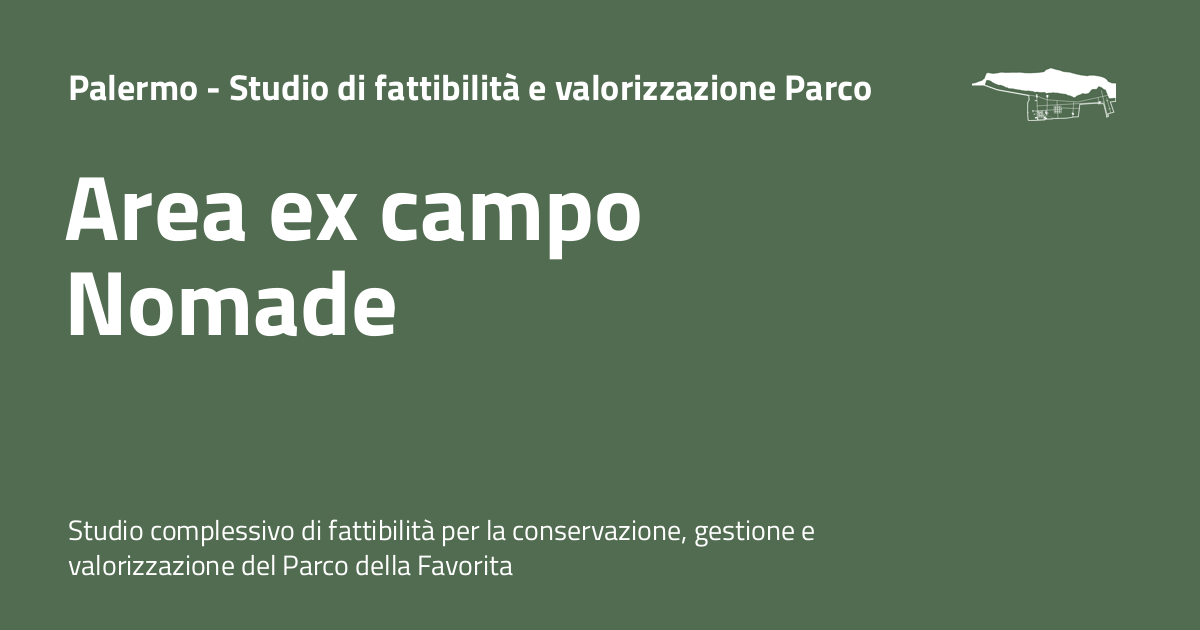 Palermo - Studio di fattibilità e valorizzazione Parco
Area ex campo
Nomade
Studio complessivo di fattibilità per la conservazione, gestione e
valorizzazione del Parco della Favorita